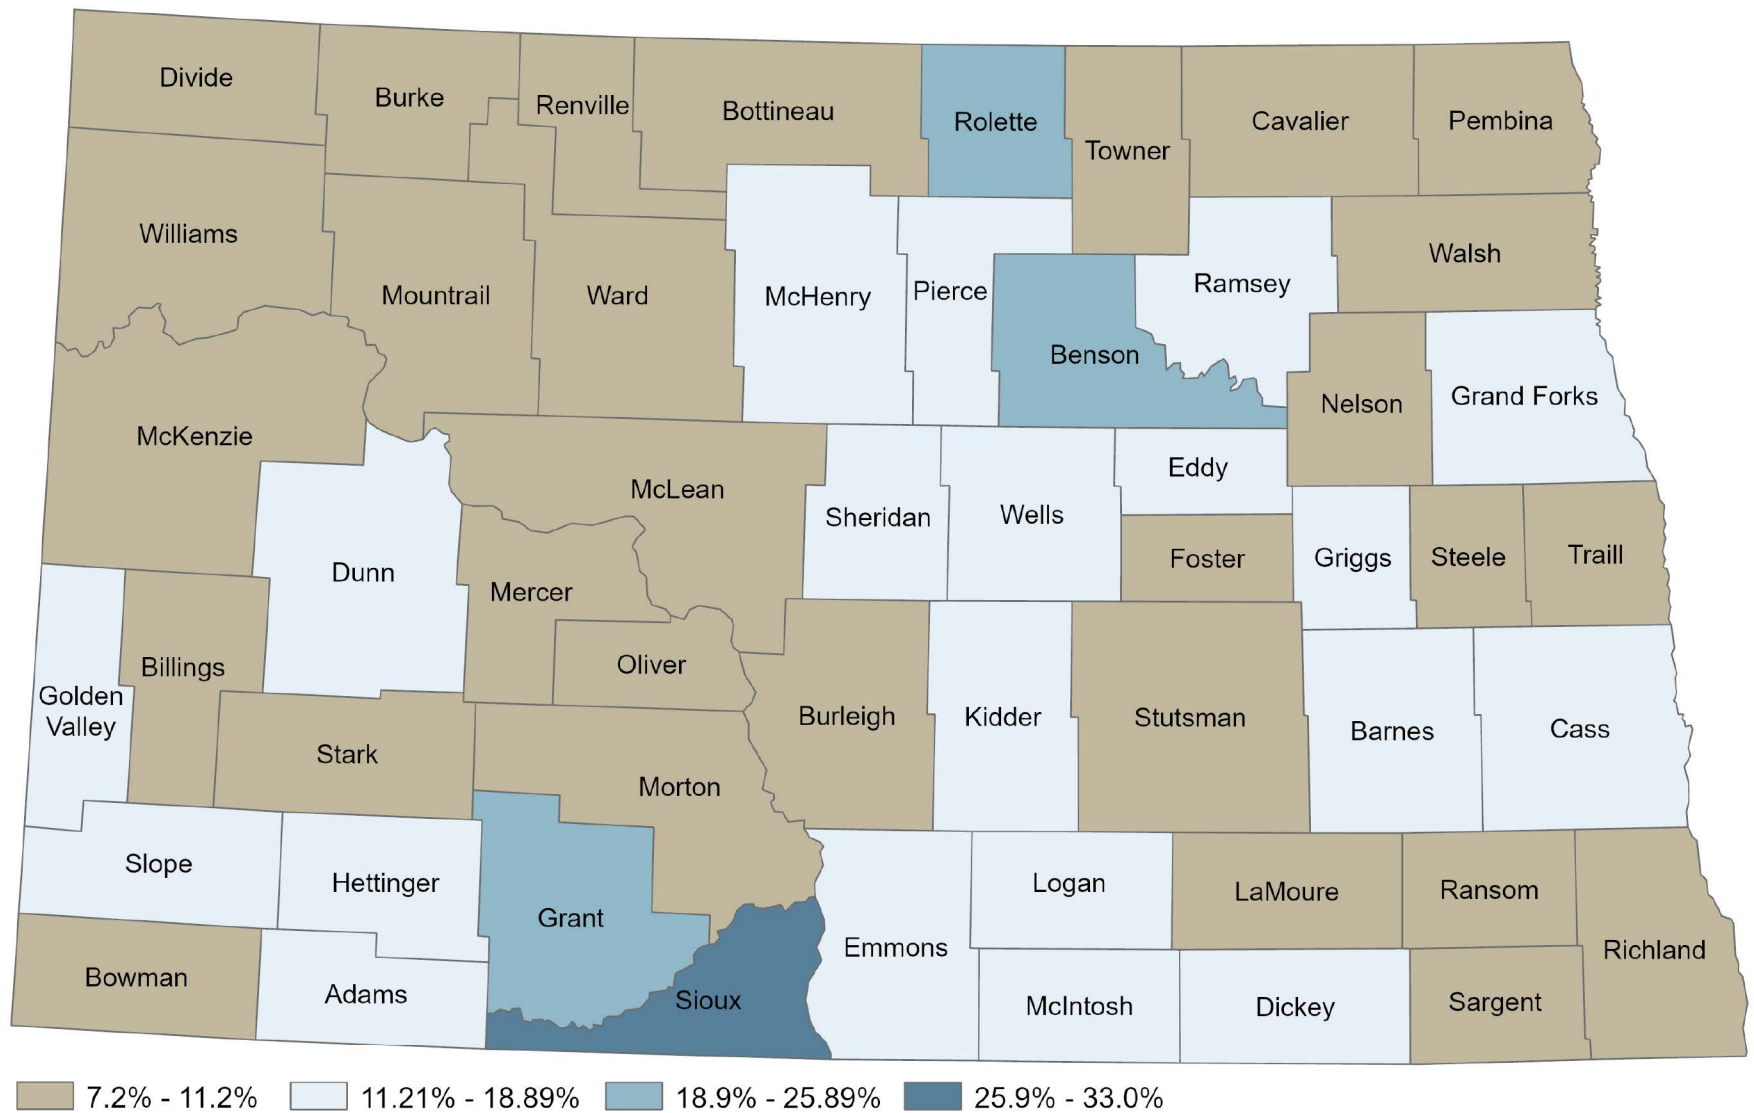 Divide
Burke
Renville
Bottineau
Rolette
Towner
Cavalier
Pembina
Williams
Mountrail
Ward
McHenry
Pierce
Benson
Ramsey
Walsh
McKenzie
Nelson
Grand Forks
Dunn
McLean
Sheridan
Wells
Eddy
Foster
Griggs
Steele
Traill
Mercer
Oliver
Golden
Valley
Billings
Stark
Morton
Burleigh
Kidder
Stutsman
Barnes
Cass
Slope
Hettinger
Grant
Emmons
Logan
LaMoure
Ransom
Richland
Bowman
Adams
Sioux
McIntosh
Dickey
Sargent
7.2% - 11.2%
11.21% - 18.89%
18.9% - 25.89%
25.9% - 33.0%